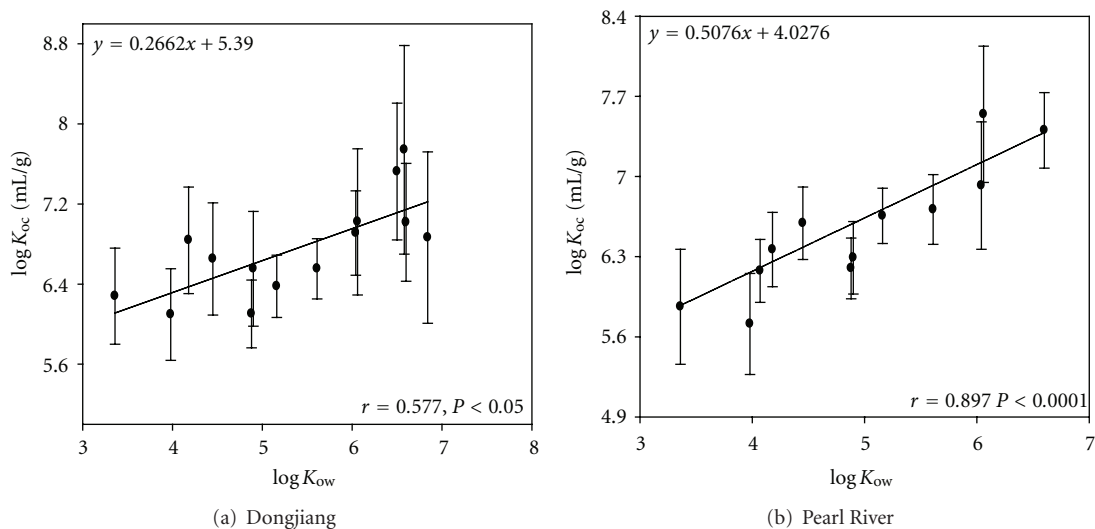 y = 0.2662x + 5.39
8.8
8
7.2
6.4
5.6
log Koc (mL/g)
r = 0.577, P < 0.05
3 4 5 6 7 8
log Kow
(a) Dongjiang
y = 0.5076x + 4.0276
8.4
7.7
7
6.3
5.6
4.9
log Koc (mL/g)
r = 0.897 P < 0.0001
3 4 5 6 7
log Kow
(b) Pearl River